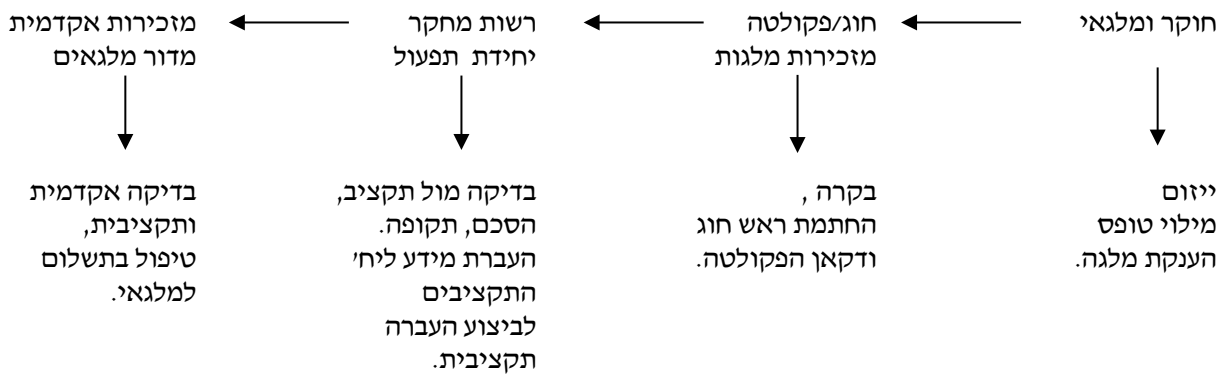 חוקר ומלגאי
חוג/פקולטה
מזכירות מלגות
רשות מחקר
יחידת תפעול
מזכירות אקדמית
מדור מלגאים
ייזום
מילוי טופס
הענקת מלגה.
בקרה ,
החתמת ראש חוג
ודקאן הפקולטה.
בדיקה מול תקציב,
הסכם, תקופה.
העברת מידע ליח'
התקציבים
לביצוע העברה
תקציבית.
בדיקה אקדמית
ותקציבית,
טיפול בתשלום
למלגאי.